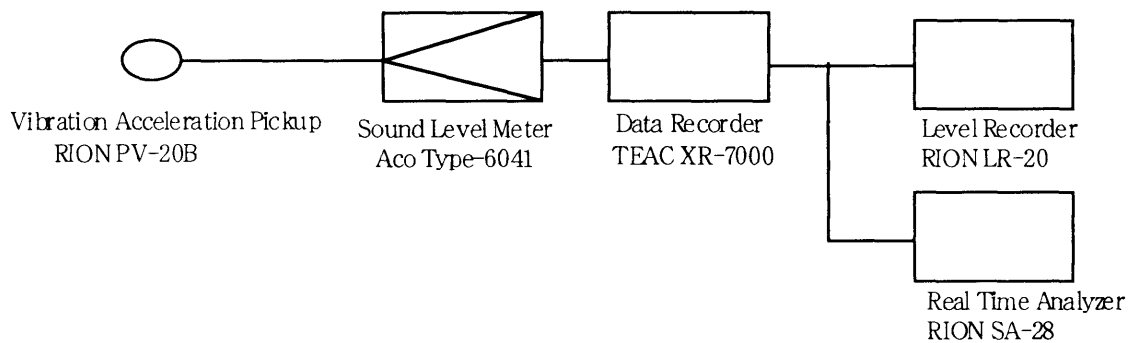 Vibration Acceleration Pickup
RION PV-20B
Sound Level Meter
Aco Type-6041
Data Recorder
TEAC XR-7000
Level Recorder
RION LR-20
Real Time Analyzer
RION SA-28